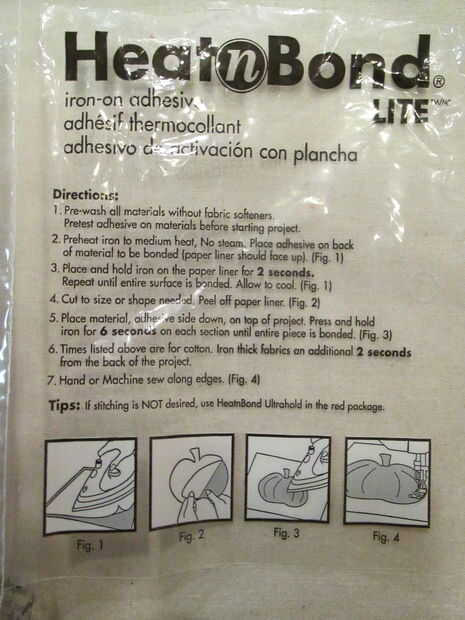 HeatnBond®
iron-on adhesive
LITE
adhésif thermocollant
adhesivo de activación con plancha
Directions:
1. Pre-wash all materials without fabric softeners.
Pretest adhesive on materials before starting project.
2. Preheat iron to medium heat, No steam. Place adhesive on back
of material to be bonded (paper liner should face up). (Fig. 1)
3. Place and hold iron on the paper liner for 2 seconds.
Repeat until entire surface is bonded. Allow to cool. (Fig. 1)
4. Cut to size or shape needed. Peel off paper liner. (Fig. 2)
5. Place material, adhesive side down, on top of project. Press and hold
iron for 6 seconds on each section until entire piece is bonded. (Fig. 3)
6. Times listed above are for cotton. Iron thick fabrics an additional 2 seconds
from the back of the project.
7. Hand or Machine sew along edges. (Fig. 4)
Tips: If stitching is NOT desired, use HeatnBond Ultrahold in the red package.
Fig. 1
Fig. 2
Fig. 3
Fig. 4